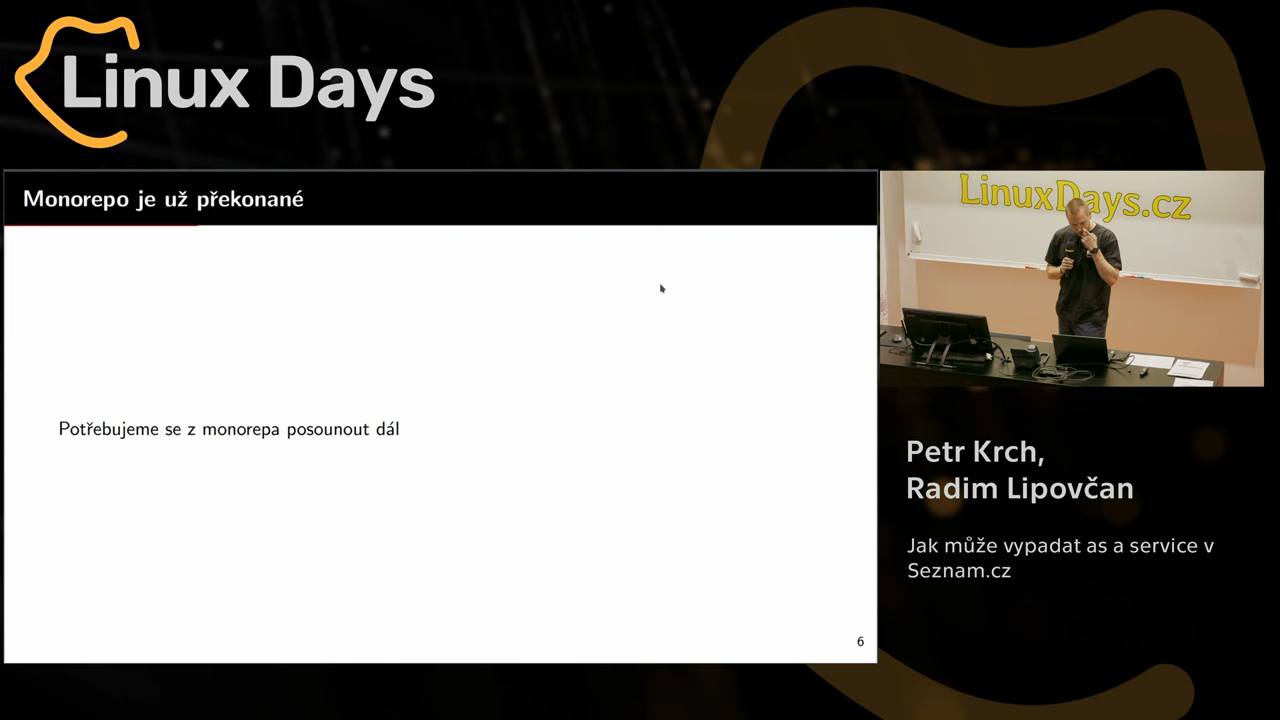 Linux Days
Monorepo je už překonané
Potřebujeme se z monorepa posounout dál
6
LinuxDays.cz
Petr Krch,
Radim Lipovčan
Jak může vypadat as a service v
Seznam.cz